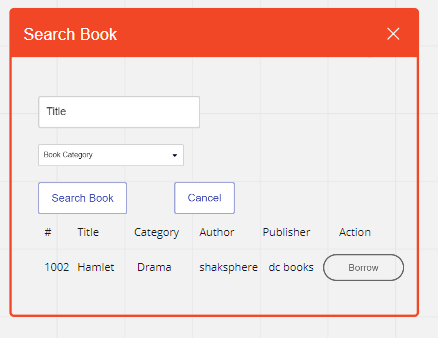 Search Book
Title
Book Category
Search Book Cancel
# Title Category Author Publisher Action
1002 Hamlet Drama shaksphere dc books Borrow